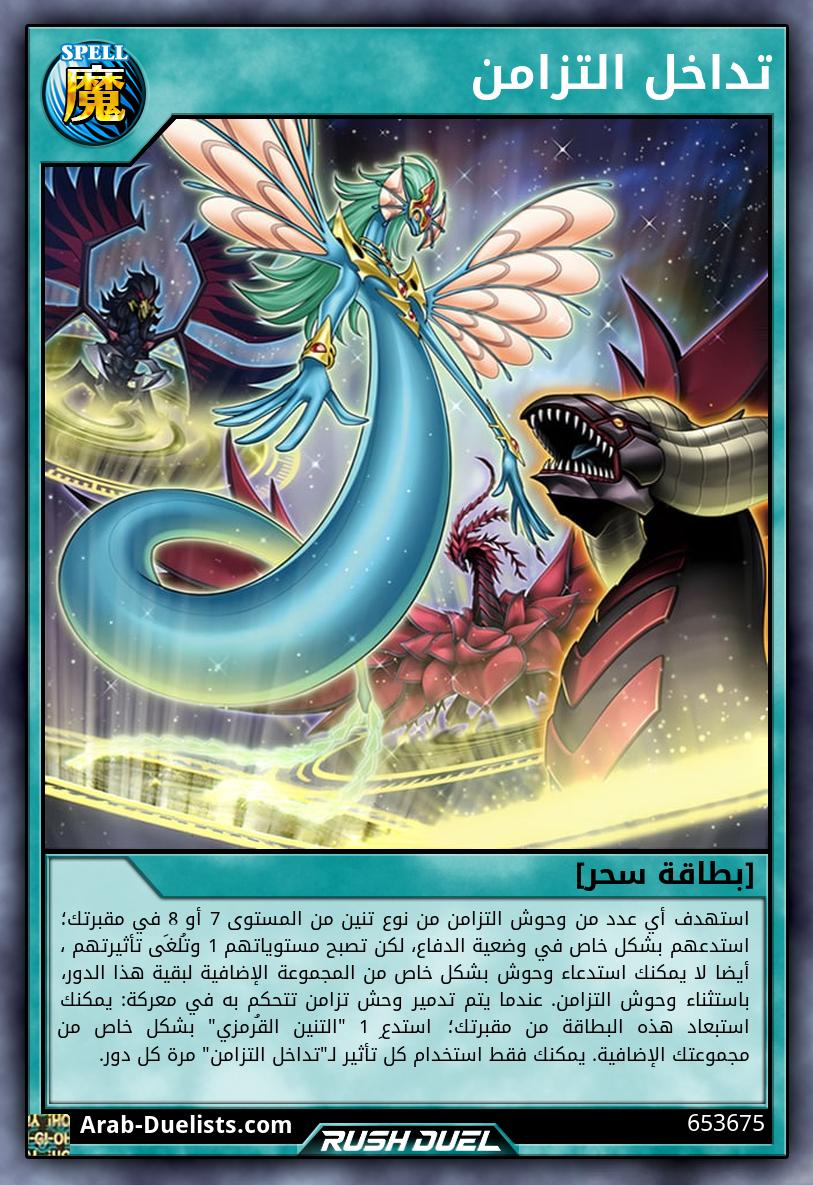 SPELL
魔
تداخل التزامن
[بطاقة سحر]
استهدف أي عدد من وحوش التزامن من نوع تنين من المستوى 7 أو 8 في مقبرتك؛
استدعهم بشكل خاص في وضعية الدفاع، لكن تصبح مستوياتهم 1 وتُلغَى تأثيرتهم ،
أيضا لا يمكنك استدعاء وحوش بشكل خاص من المجموعة الإضافية لبقية هذا الدور،
باستثناء وحوش التزامن. عندما يتم تدمير وحش تزامن تتحكم به في معركة: يمكنك
استبعاد هذه البطاقة من مقبرتك؛ استدعِ 1 "التنين القُرمزي" بشكل خاص من
مجموعتك الإضافية. يمكنك فقط استخدام كل تأثير لـ"تداخل التزامن" مرة كل دور.
Arab-Duelists.com
RUSH DUEL
653675